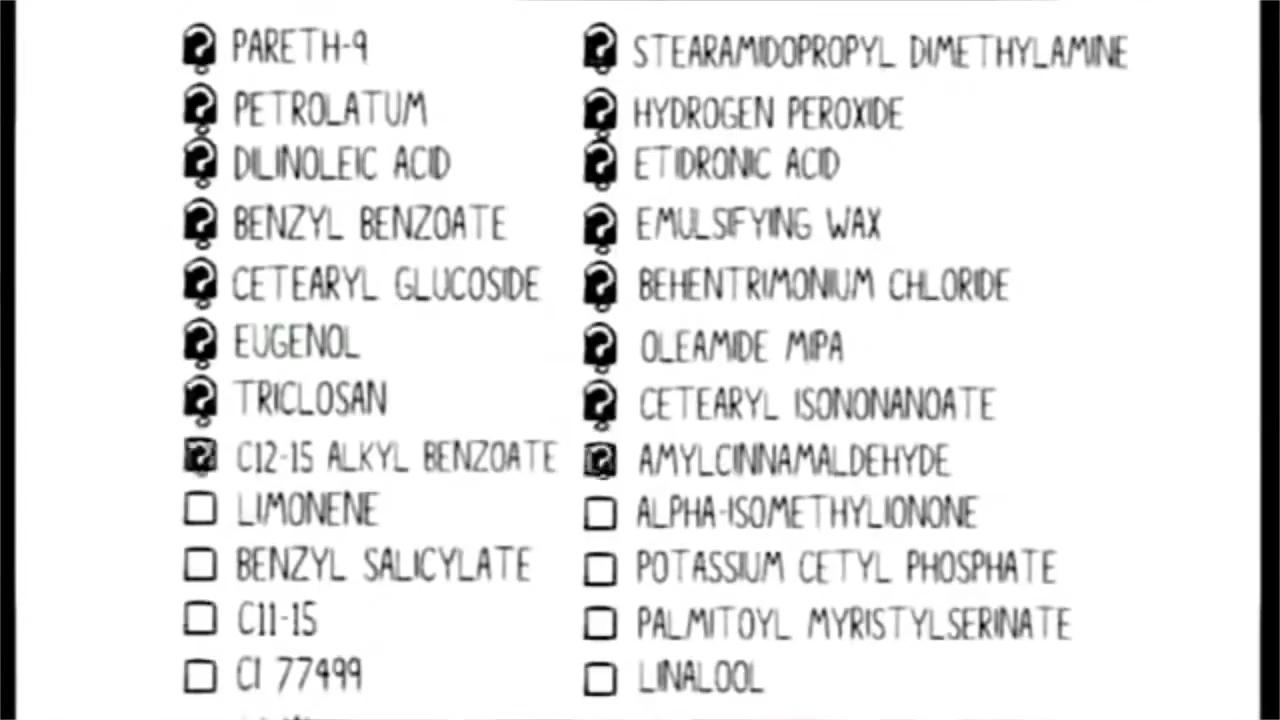 PARETH-9
PETROLATUM
DILINOLEIC ACID
BENZYL BENZOATE
CETEARYL GLUCOSIDE
EUGENOL
TRICLOSAN
C12-15 ALKYL BENZOATE
LIMONENE
BENZYL SALICYLATE
C11-15
CI 77499
STEARAMIDOPROPYL DIMETHYLAMINE
HYDROGEN PEROXIDE
ETIDRONIC ACID
EMULSIFYING WAX
BEHENTRIMONIUM CHLORIDE
OLEAMIDE MIPA
CETEARYL ISONONANOATE
AMYLCINNAMALDEHYDE
ALPHA-ISOMETHYLIONONE
POTASSIUM CETYL PHOSPHATE
PALMITOYL MYRISTYLSERINATE
LINALOOL